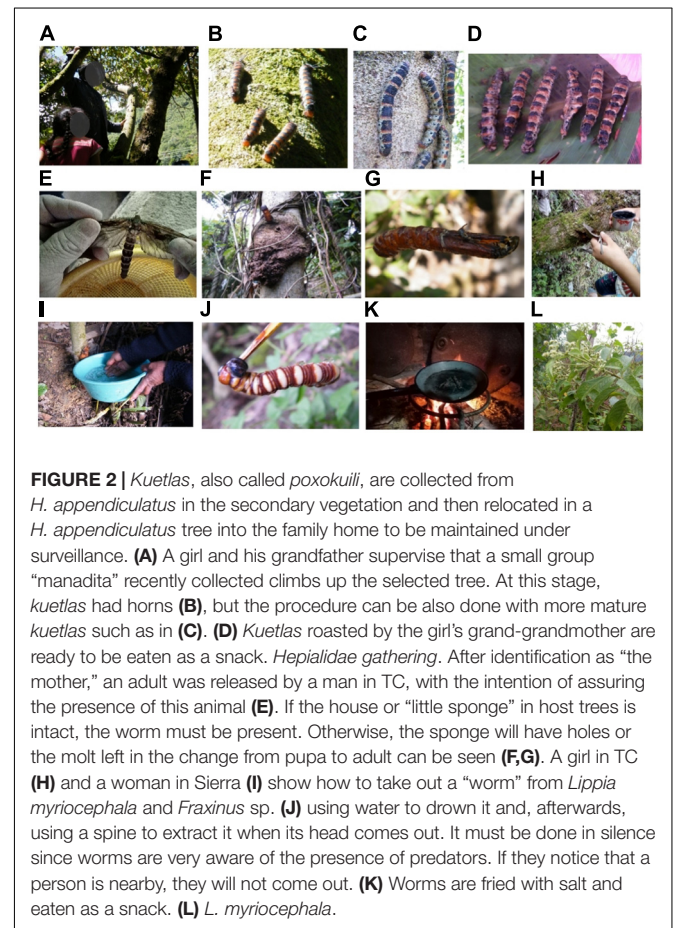 A B C D
E F G H
I J K L
FIGURE 2 | Kuetlas, also called poxokuili, are collected from
H. appendiculatus in the secondary vegetation and then relocated in a
H. appendiculatus tree into the family home to be maintained under
surveillance. (A) A girl and his grandfather supervise that a small group
“manadita” recently collected climbs up the selected tree. At this stage,
kuetlas had horns (B), but the procedure can be also done with more mature
kuetlas such as in (C). (D) Kuetlas roasted by the girl’s grand-grandmother are
ready to be eaten as a snack. Hepialidae gathering. After identification as “the
mother,” an adult was released by a man in TC, with the intention of assuring
the presence of this animal (E). If the house or “little sponge” in host trees is
intact, the worm must be present. Otherwise, the sponge will have holes or
the molt left in the change from pupa to adult can be seen (F,G). A girl in TC
(H) and a woman in Sierra (I) show how to take out a “worm” from Lippia
myriocephala and Fraxinus sp. (J) using water to drown it and, afterwards,
using a spine to extract it when its head comes out. It must be done in silence
since worms are very aware of the presence of predators. If they notice that a
person is nearby, they will not come out. (K) Worms are fried with salt and
eaten as a snack. (L) L. myriocephala.